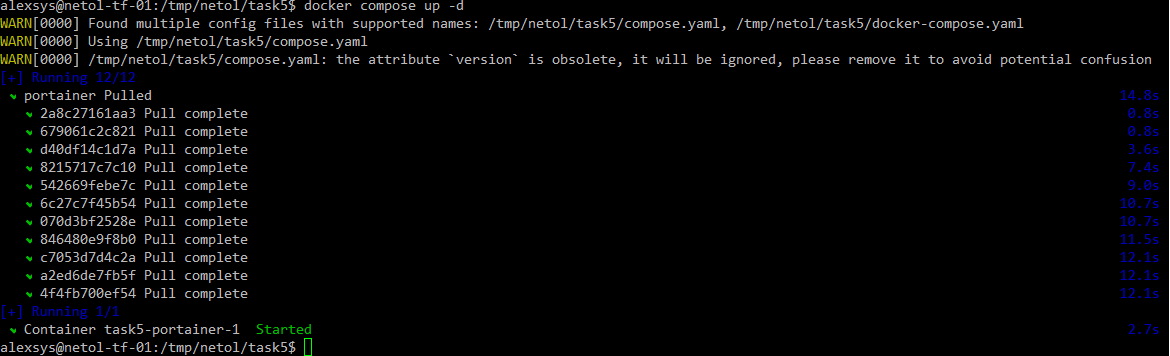 alexsys@netol-tf-01:/tmp/netol/task5$ docker compose up -d
WARN[0000] Found multiple config files with supported names: /tmp/netol/task5/compose.yaml, /tmp/netol/task5/docker-compose.yaml
WARN[0000] Using /tmp/netol/task5/compose.yaml
WARN[0000] /tmp/netol/task5/compose.yaml: the attribute `version` is obsolete, it will be ignored, please remove it to avoid potential confusion
[+] Running 12/12
✔ portainer Pulled 14.8s
✔ 2a8c27161aa3 Pull complete 0.8s
✔ 679061c2c821 Pull complete 0.8s
✔ d40df14c1d7a Pull complete 3.6s
✔ 8215717c7c10 Pull complete 7.4s
✔ 542669febe7c Pull complete 9.0s
✔ 6c27c7f45b54 Pull complete 10.7s
✔ 070d3bf2528e Pull complete 10.7s
✔ 846480e9f8b0 Pull complete 11.5s
✔ c7053d7d4c2a Pull complete 12.1s
✔ a2ed6de7fb5f Pull complete 12.1s
✔ 4f4fb700ef54 Pull complete 12.1s
[+] Running 1/1
✔ Container task5-portainer-1 Started 2.7s
alexsys@netol-tf-01:/tmp/netol/task5$